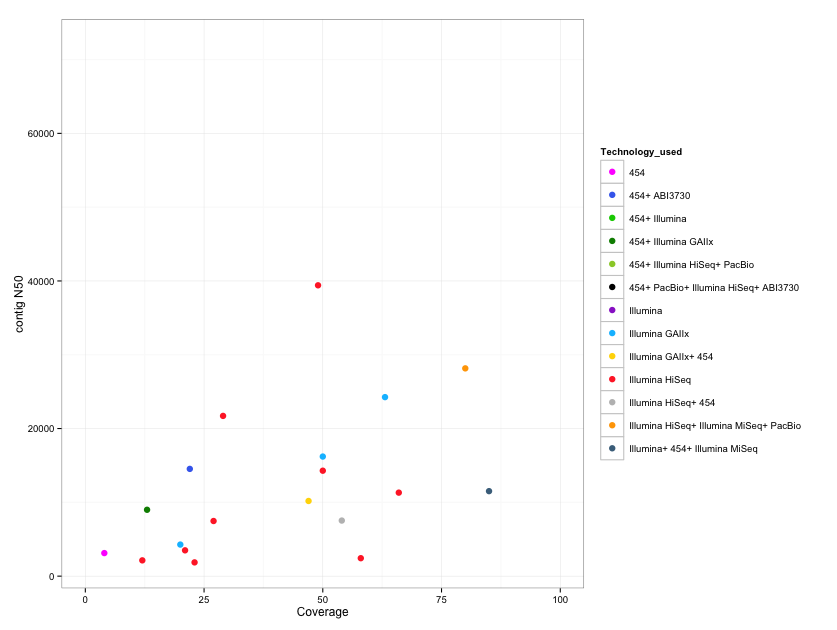 contig N50
60000
40000
20000
0
0 25 50 75 100
Coverage
Technology_used
454
454+ ABI3730
454+ Illumina
454+ Illumina GAIIx
454+ Illumina HiSeq+ PacBio
454+ PacBio+ Illumina HiSeq+ ABI3730
Illumina
Illumina GAIIx
Illumina GAIIx+ 454
Illumina HiSeq
Illumina HiSeq+ 454
Illumina HiSeq+ Illumina MiSeq+ PacBio
Illumina+ 454+ Illumina MiSeq